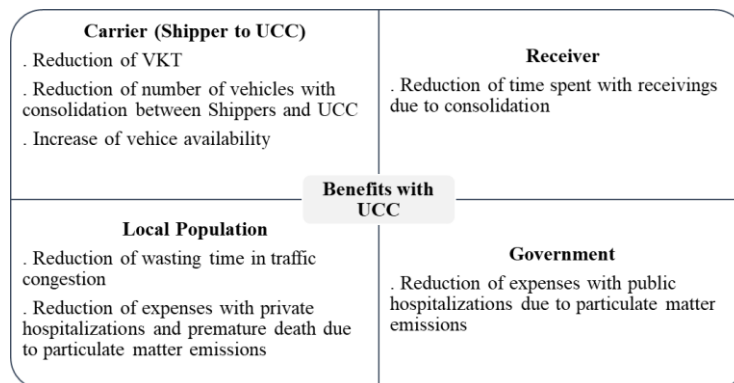 Carrier (Shipper to UCC)
. Reduction of VKT
. Reduction of number of vehicles with
consolidation between Shippers and UCC
. Increase of vehice availability
Receiver
. Reduction of time spent with receivings
due to consolidation
Benefits with
UCC
Local Population
. Reduction of wasting time in traffic
congestion
. Reduction of expenses with private
hospitalizations and premature death due
to particulate matter emissions
Government
. Reduction of expenses with public
hospitalizations due to particulate matter
emissions